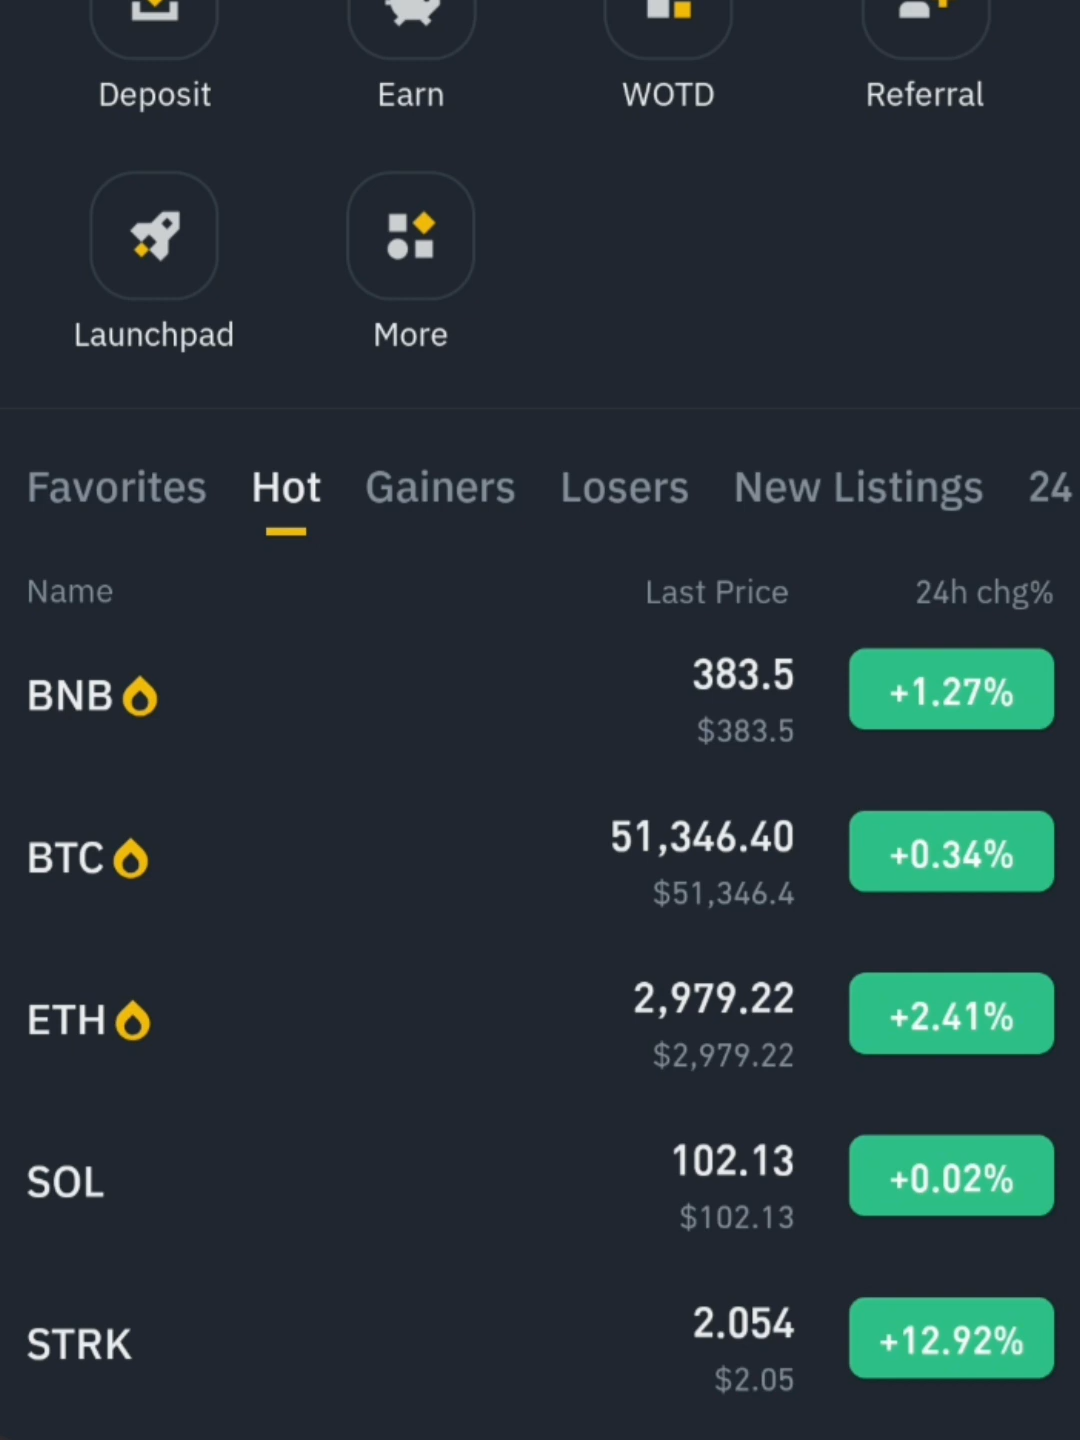 Deposit Earn WOTD Referral
Launchpad More
Favorites Hot Gainers Losers New Listings 24
Name Last Price 24h chg%
BNB 383.5 +1.27%
$383.5
BTC 51,346.40 +0.34%
$51,346.4
ETH 2,979.22 +2.41%
$2,979.22
SOL 102.13 +0.02%
$102.13
STRK 2.054 +12.92%
$2.05